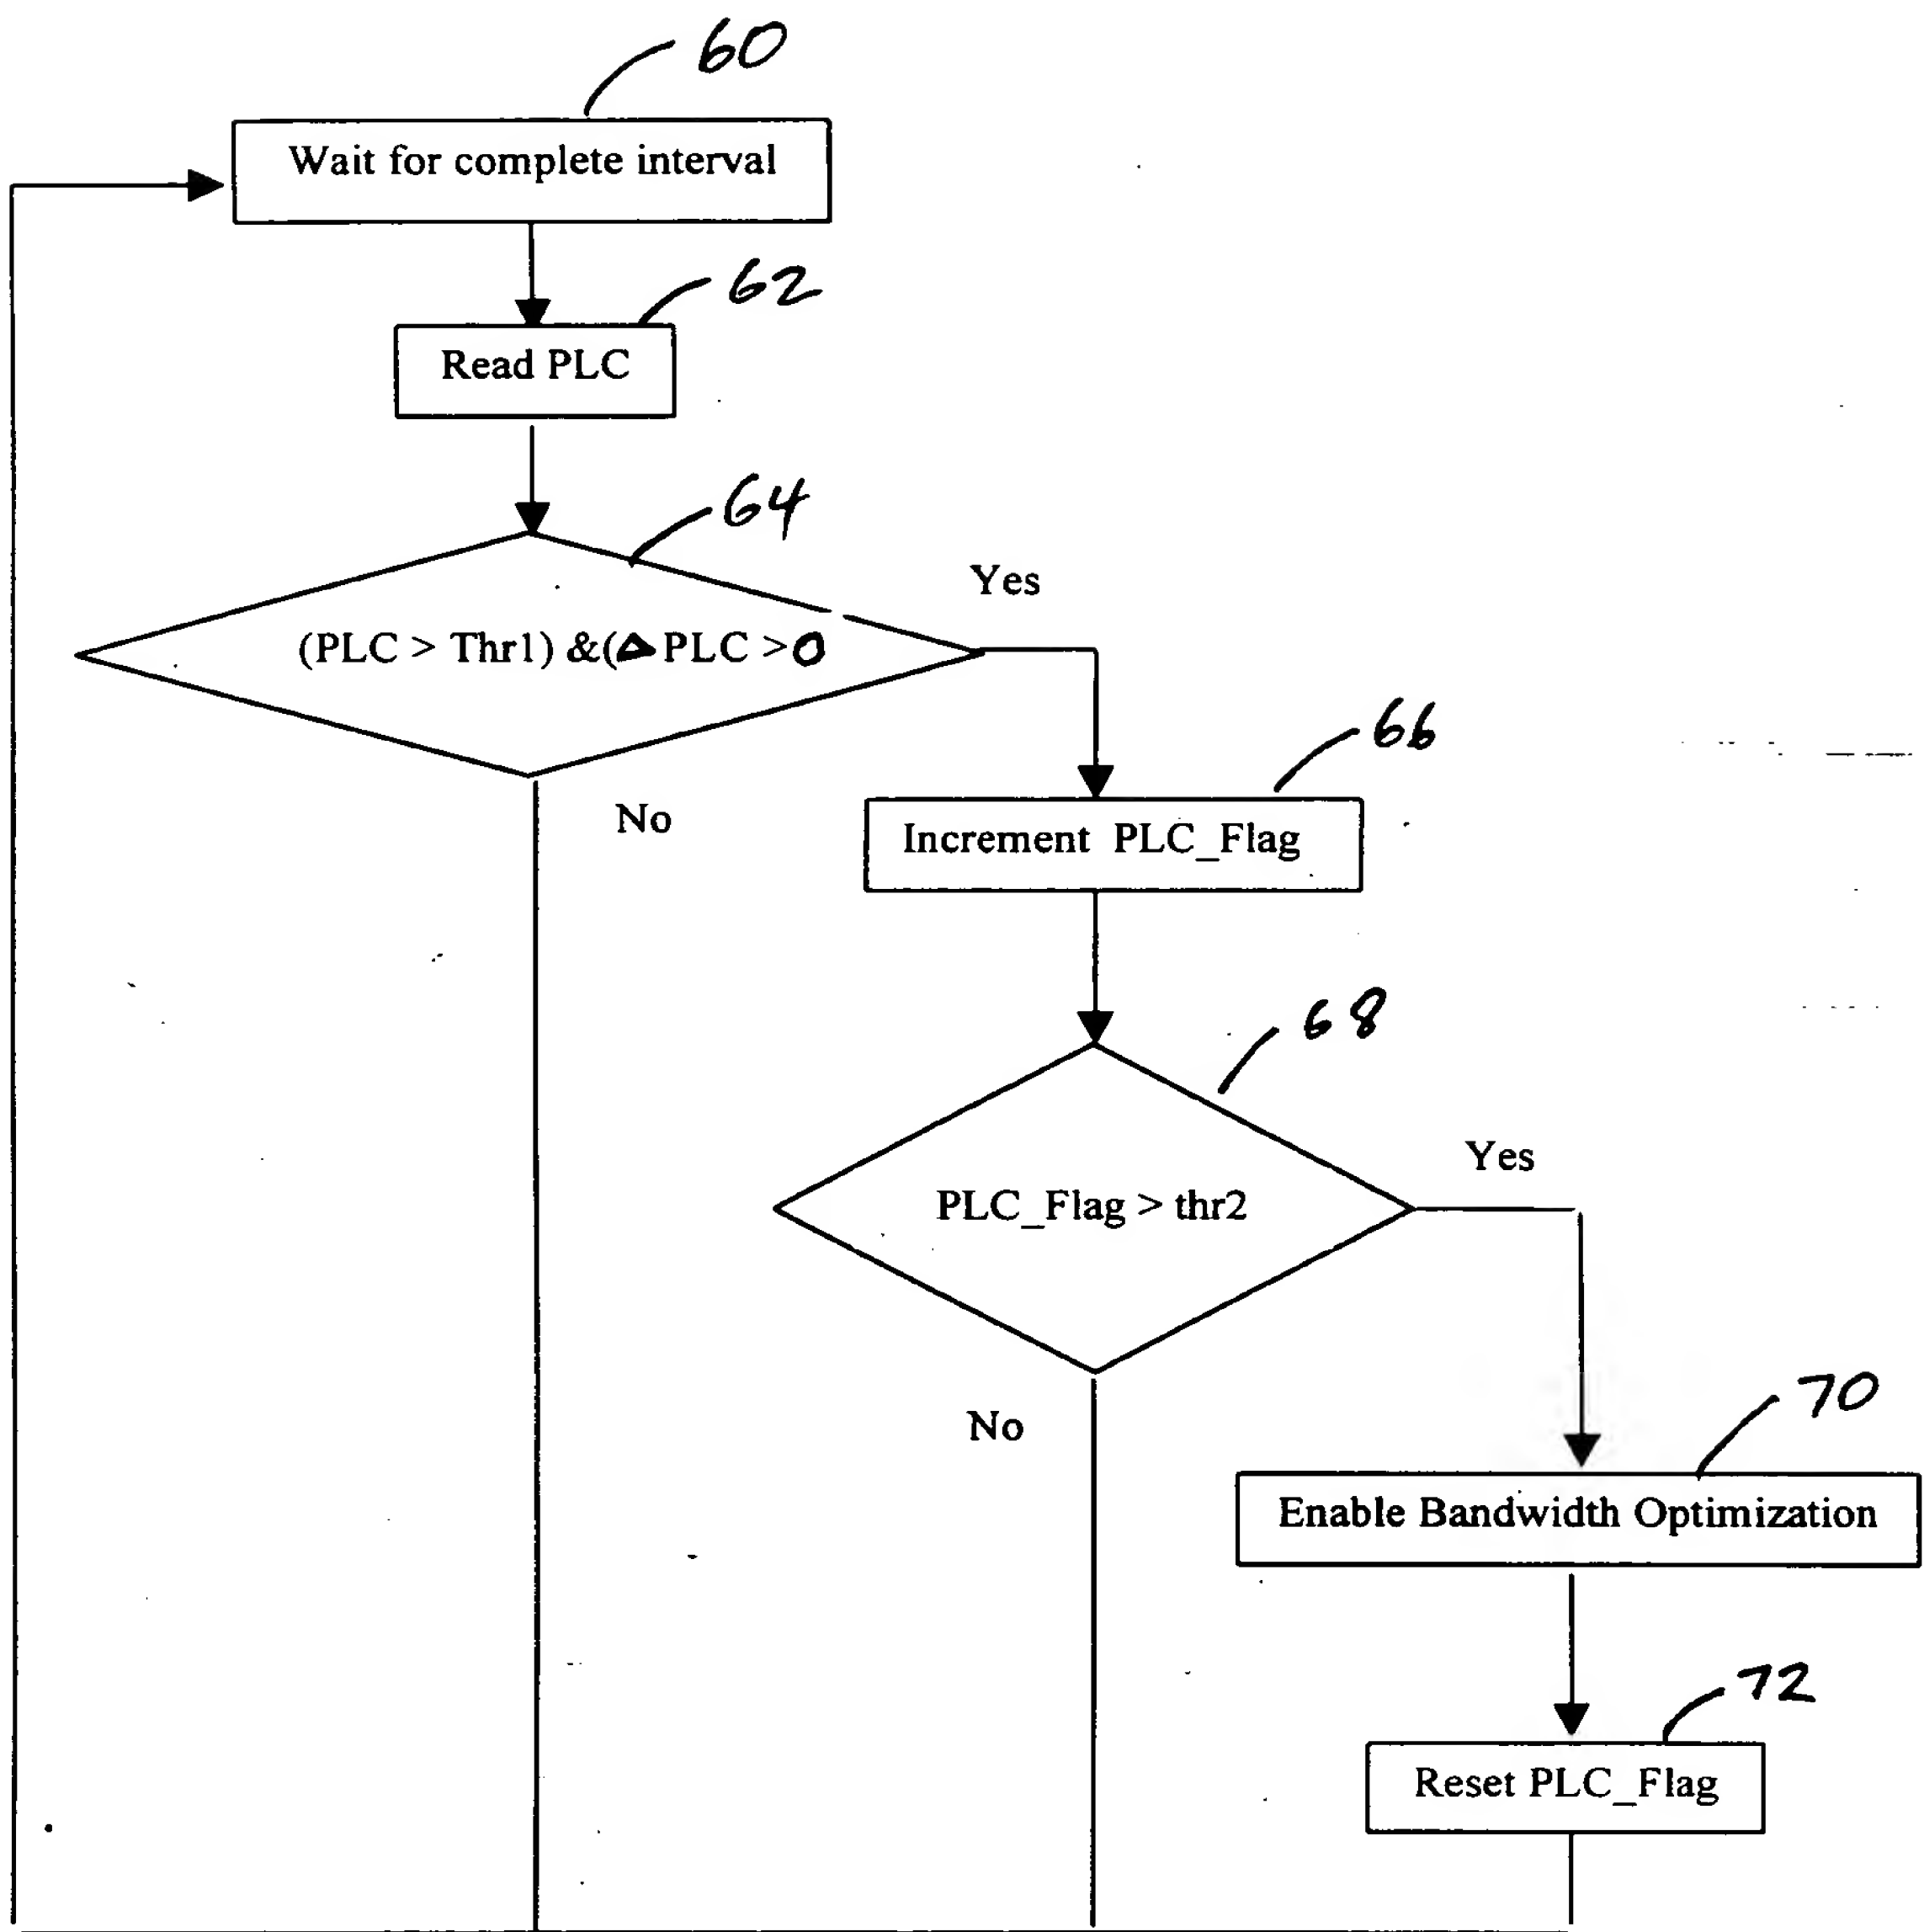 60
Wait for complete interval
62
Read PLC
64
Yes
(PLC > Thr1) &(Δ PLC >0
No
66
Increment PLC_Flag
68
Yes
PLC_Flag > thr2
No
70
Enable Bandwidth Optimization
72
Reset PLC_Flag